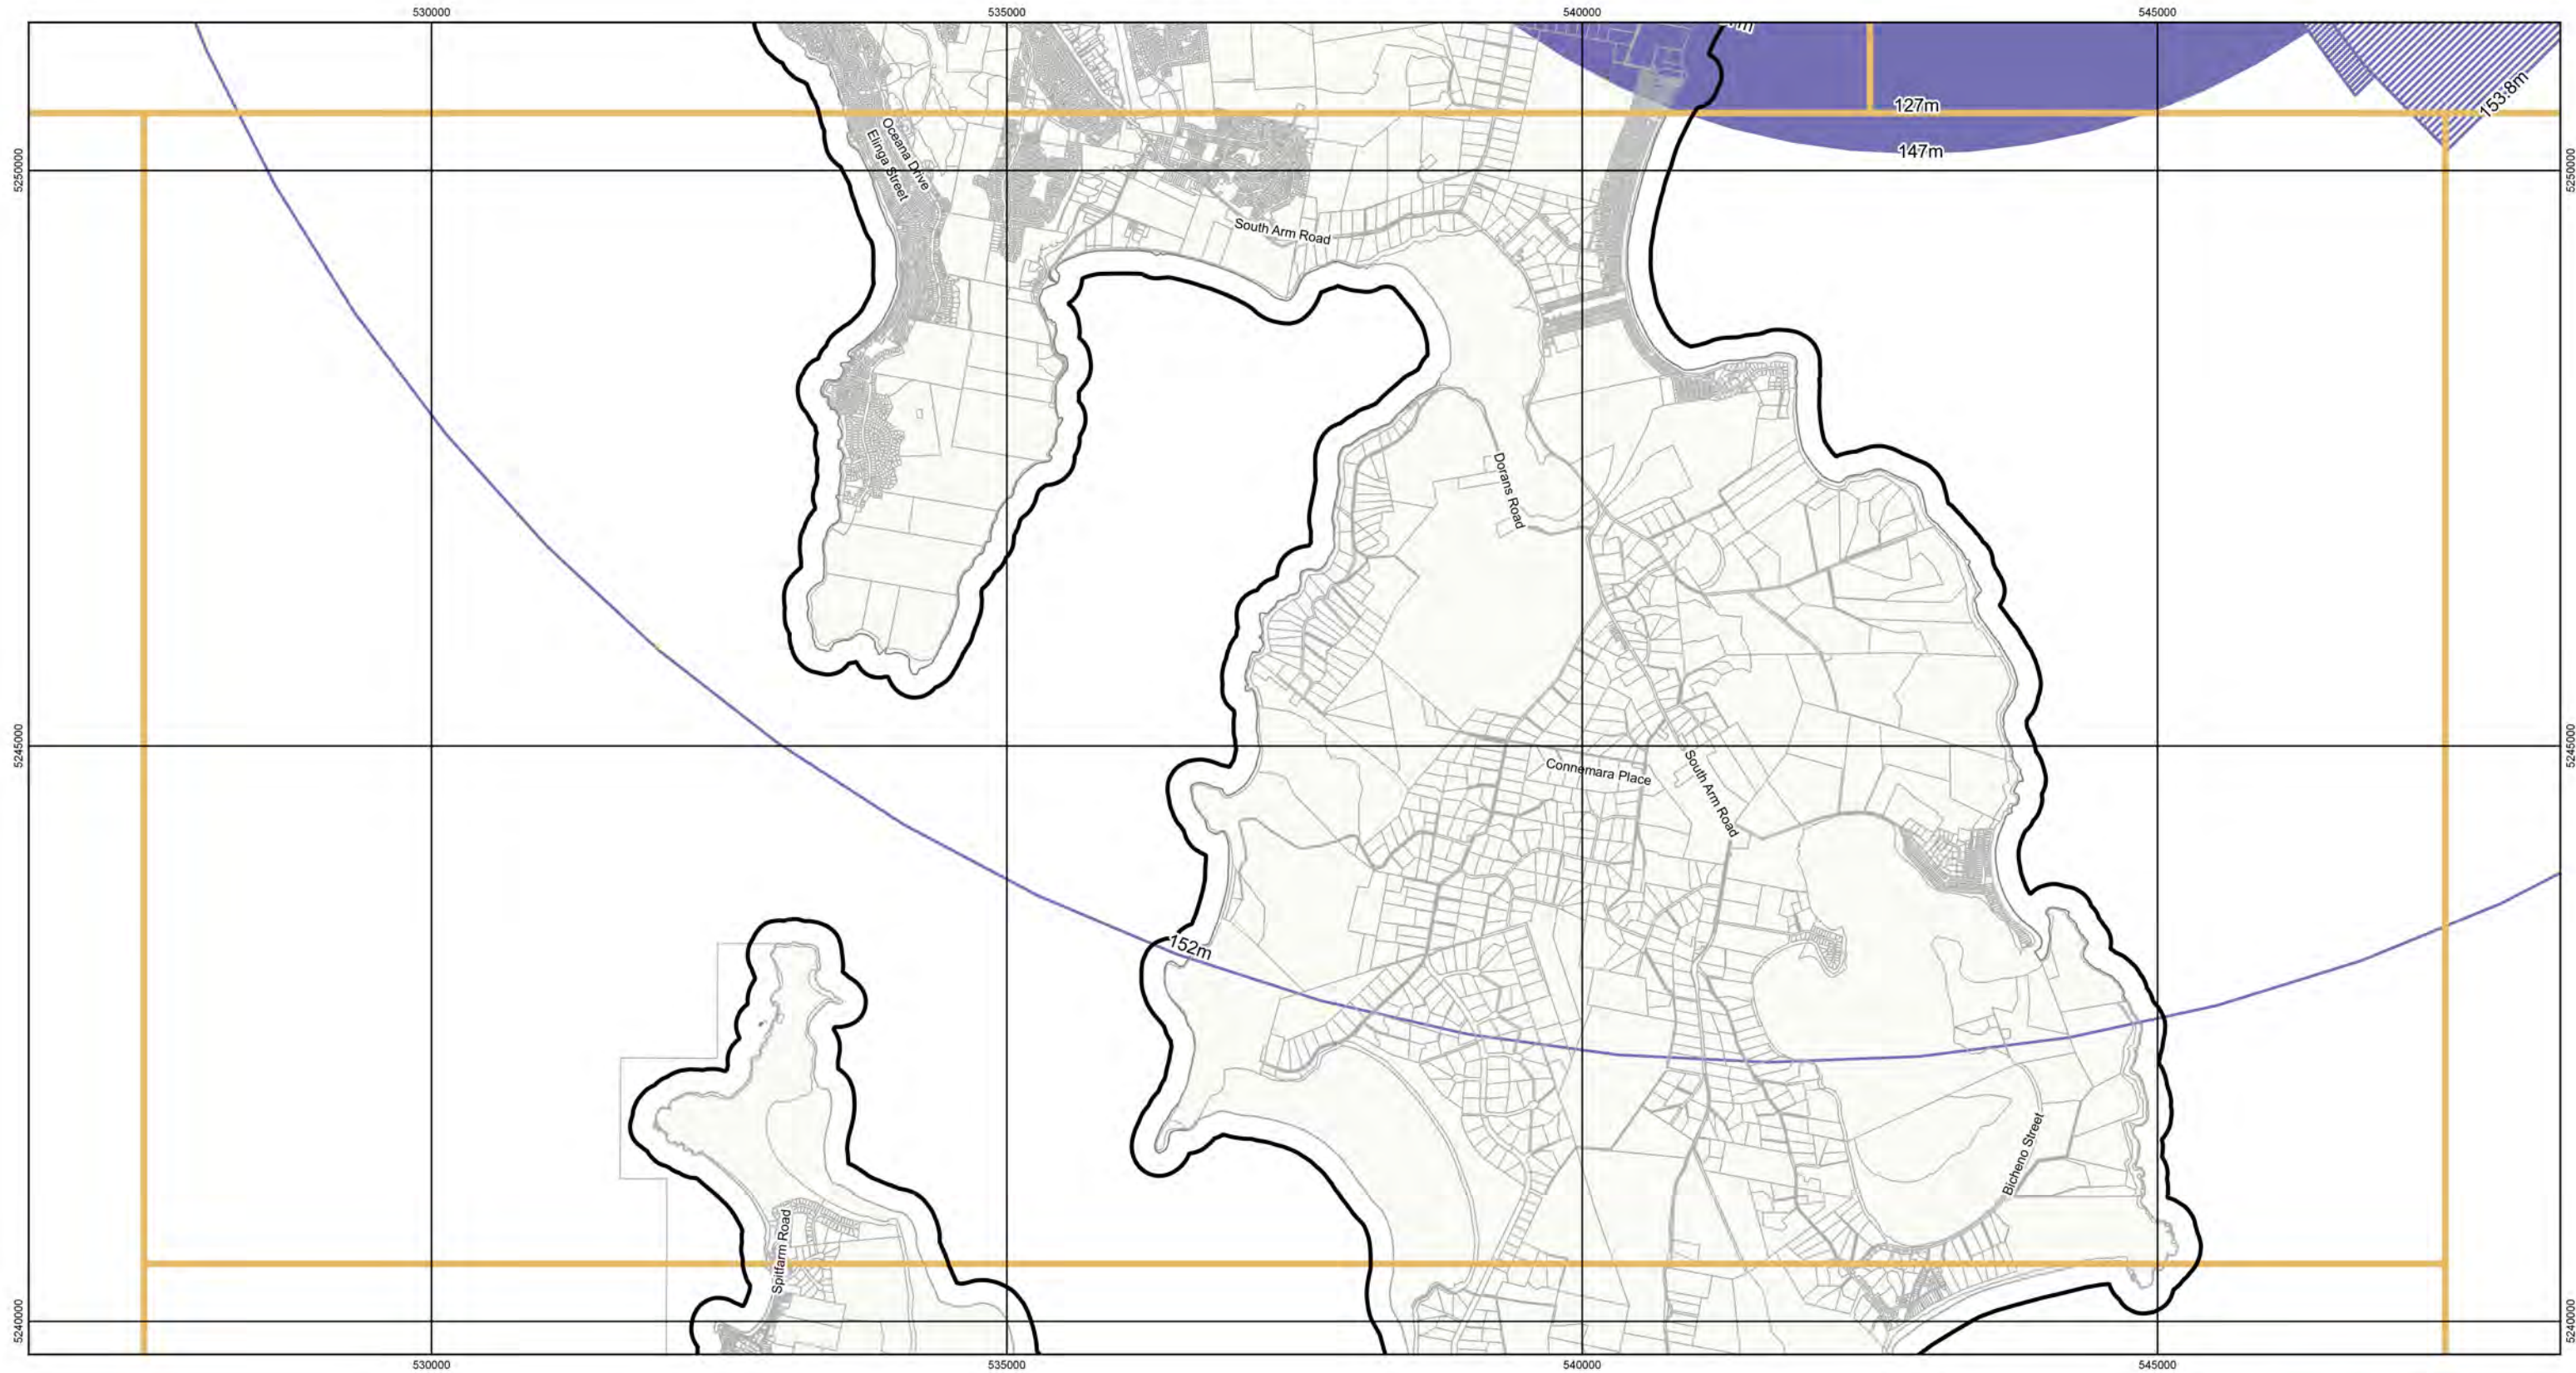 530000
535000
540000
545000
127m
153.8m
147m
Oceana Drive
Elinga Street
5250000
5250000
South Arm Road
Dorans Road
5245000
5245000
Connemara Place
South Arm Road
152m
Bicheno Street
Spitfarm Road
5240000
5240000
530000
535000
540000
545000